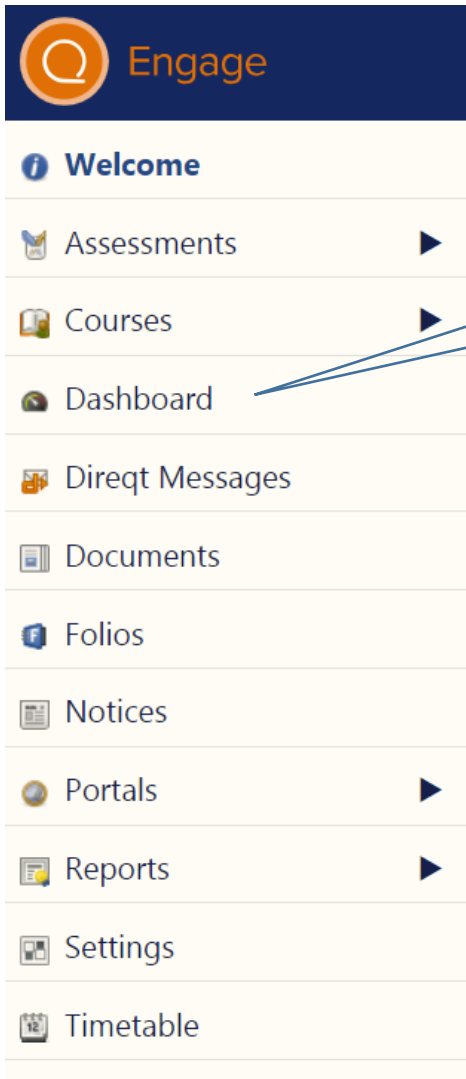 Engage
Welcome
Assessments
Courses
Dashboard
Direqt Messages
Documents
Folios
Notices
Portals
Reports
Settings
Timetable